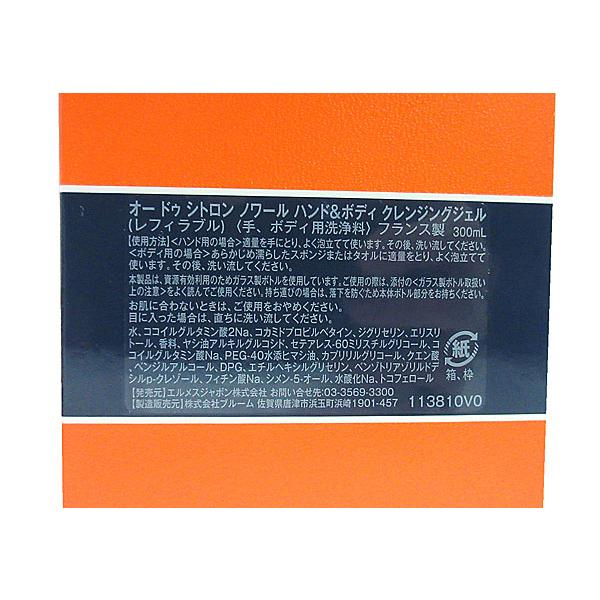 オー ドゥ シトロン ノワール ハンド&ボディ クレンジングジェル
(レフィラブル) 〈手、ボディ用洗浄料〉 フランス製 300mL
【使用方法】<ハンド用の場合>適量を手にとり、よく泡立てて使います。その後、洗い流してください。
<ボディ用の場合>あらかじめ濡らしたスポンジまたはタオルに適量をとり、よく泡立てて
使います。その後、洗い流してください。
本製品は、資源有効利用のためガラス製ボトルを使用しています。ご使用の際は、添付の<ガラス製ボトル取扱い
上の注意>をよく読んでご使用ください。持ち運びの場合は、落下を防ぐため本体ボトル部分をお持ちください。
お肌に合わないときは、ご使用をおやめください。
目に入った場合は、直ちに洗い流してください。
水、ココイルグルタミン酸2Na、コカミドプロピルベタイン、ジグリセリン、エリスリ
トール、香料、ヤシ油アルキルグルコシド、セテアレス-60ミリスチルグリコール、コ
コイルグルタミン酸Na、PEG-40水添ヒマシ油、カプリリルグリコール、クエン酸
、ベンジルアルコール、DPG、エチルヘキシルグリセリン、ベンゾトリアゾリルドデ
シルp-クレゾール、フィチン酸Na、シメン-5-オール、水酸化Na、トコフェロール
紙
箱、枠
【発売元】エルメスジャポン株式会社 お問い合せ先:03-3569-3300
【製造販売元】株式会社ブルーム 佐賀県唐津市浜玉町浜崎1901-457 113810V0